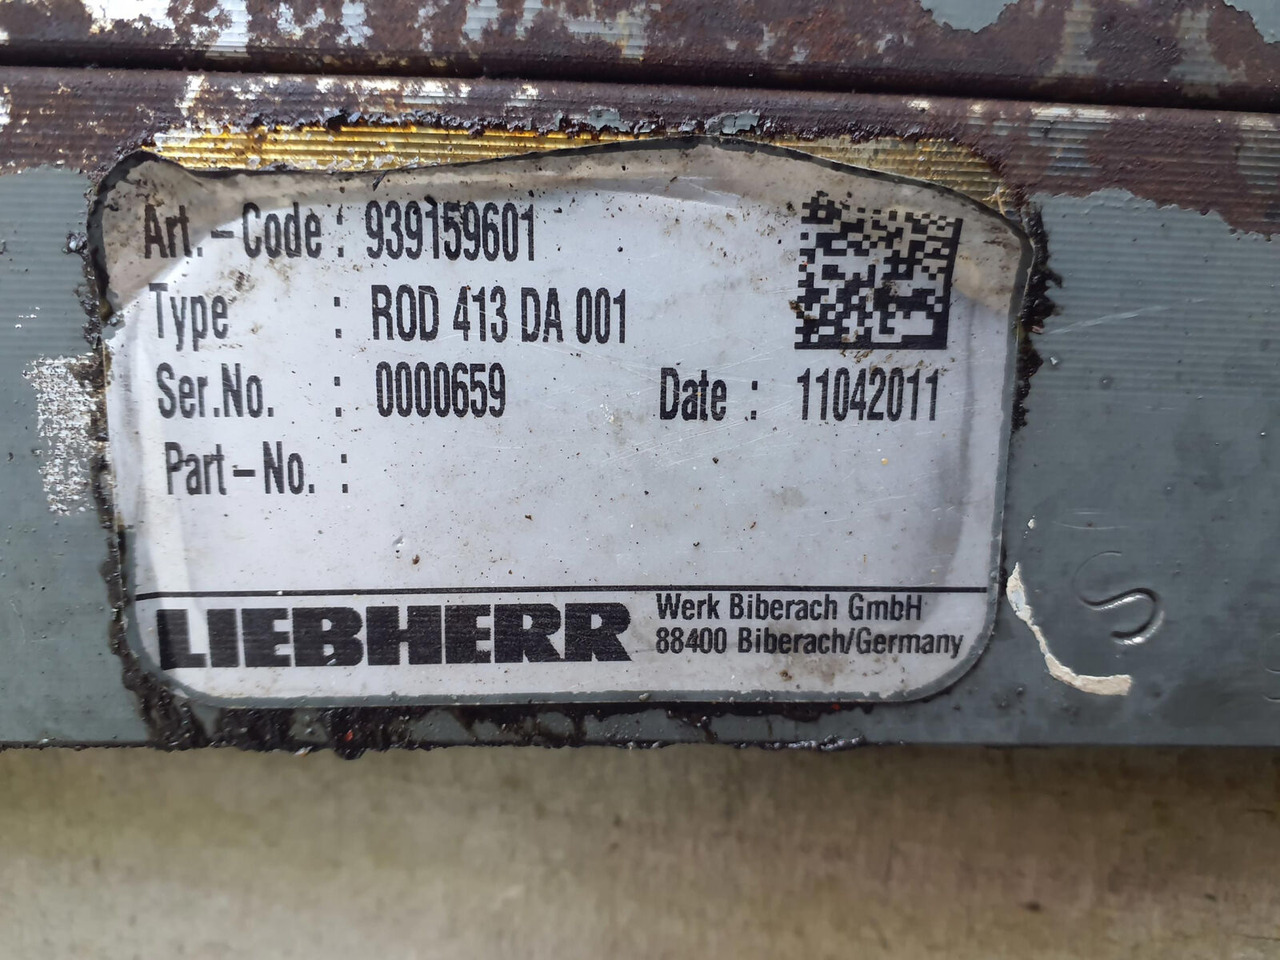 Art.-Code : 939159601
Type : ROD 413 DA 001
Ser.No. : 0000659 Date : 11042011
Part-No. :
LIEBHERR
Werk Biberach GmbH
88400 Biberach/Germany
S